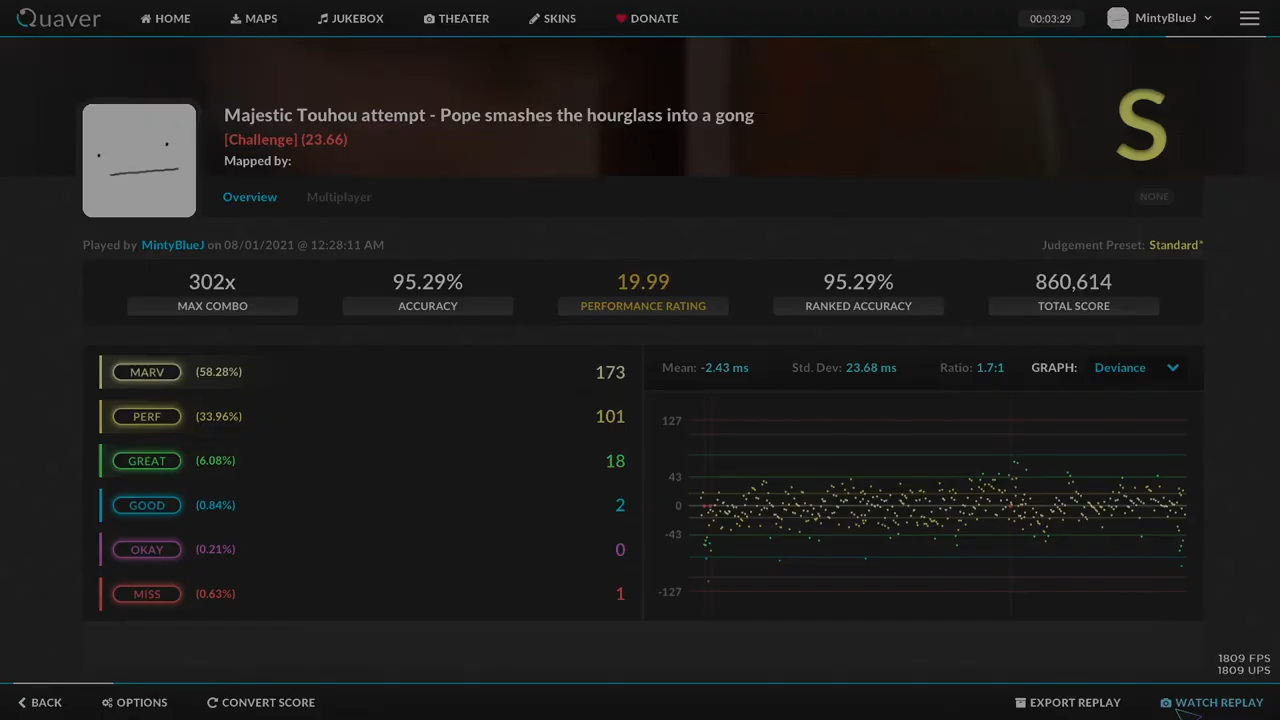 Quaver HOME MAPS JUKEBOX THEATER SKINS DONATE 00:03:29 MintyBlueJ
Majestic Touhou attempt - Pope smashes the hourglass into a gong
[Challenge] (23.66)
Mapped by:
S
Overview Multiplayer NONE
Played by MintyBlueJ on 08/01/2021 @ 12:28:11 AM Judgement Preset: Standard*
302x 95.29% 19.99 95.29% 860,614
MAX COMBO ACCURACY PERFORMANCE RATING RANKED ACCURACY TOTAL SCORE
MARV (58.28%) 173
PERF (33.96%) 101
GREAT (6.08%) 18
GOOD (0.84%) 2
OKAY (0.21%) 0
MISS (0.63%) 1
Mean: -2.43 ms Std. Dev: 23.68 ms Ratio: 1.7:1 GRAPH: Deviance
127
43
0
-43
-127
1809 FPS
1809 UPS
BACK OPTIONS CONVERT SCORE EXPORT REPLAY WATCH REPLAY